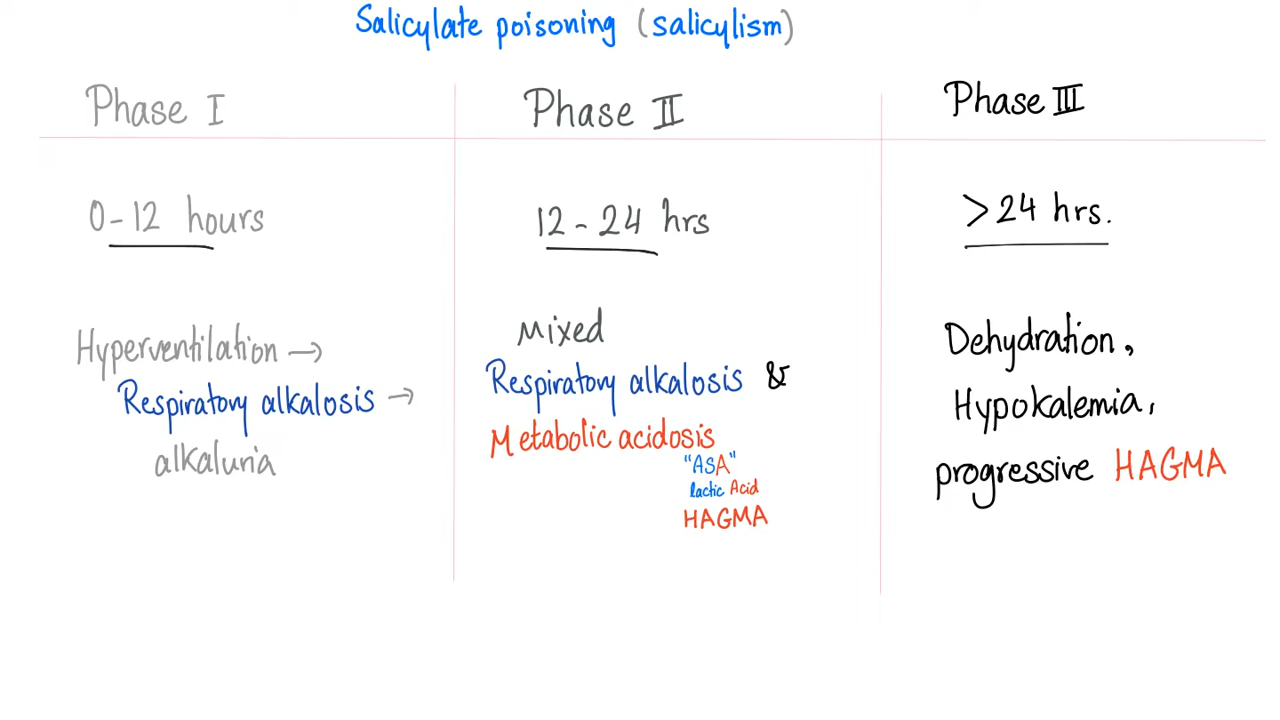 Salicylate poisoning (salicylism)
Phase I
Phase II
Phase III
0-12 hours
12-24 hrs
>24 hrs.
Hyperventilation →
Respiratory alkalosis →
alkaluria
Mixed
Respiratory alkalosis &
Metabolic acidosis
"ASA"
lactic Acid
HAGMA
Dehydration,
Hypokalemia,
progressive HAGMA